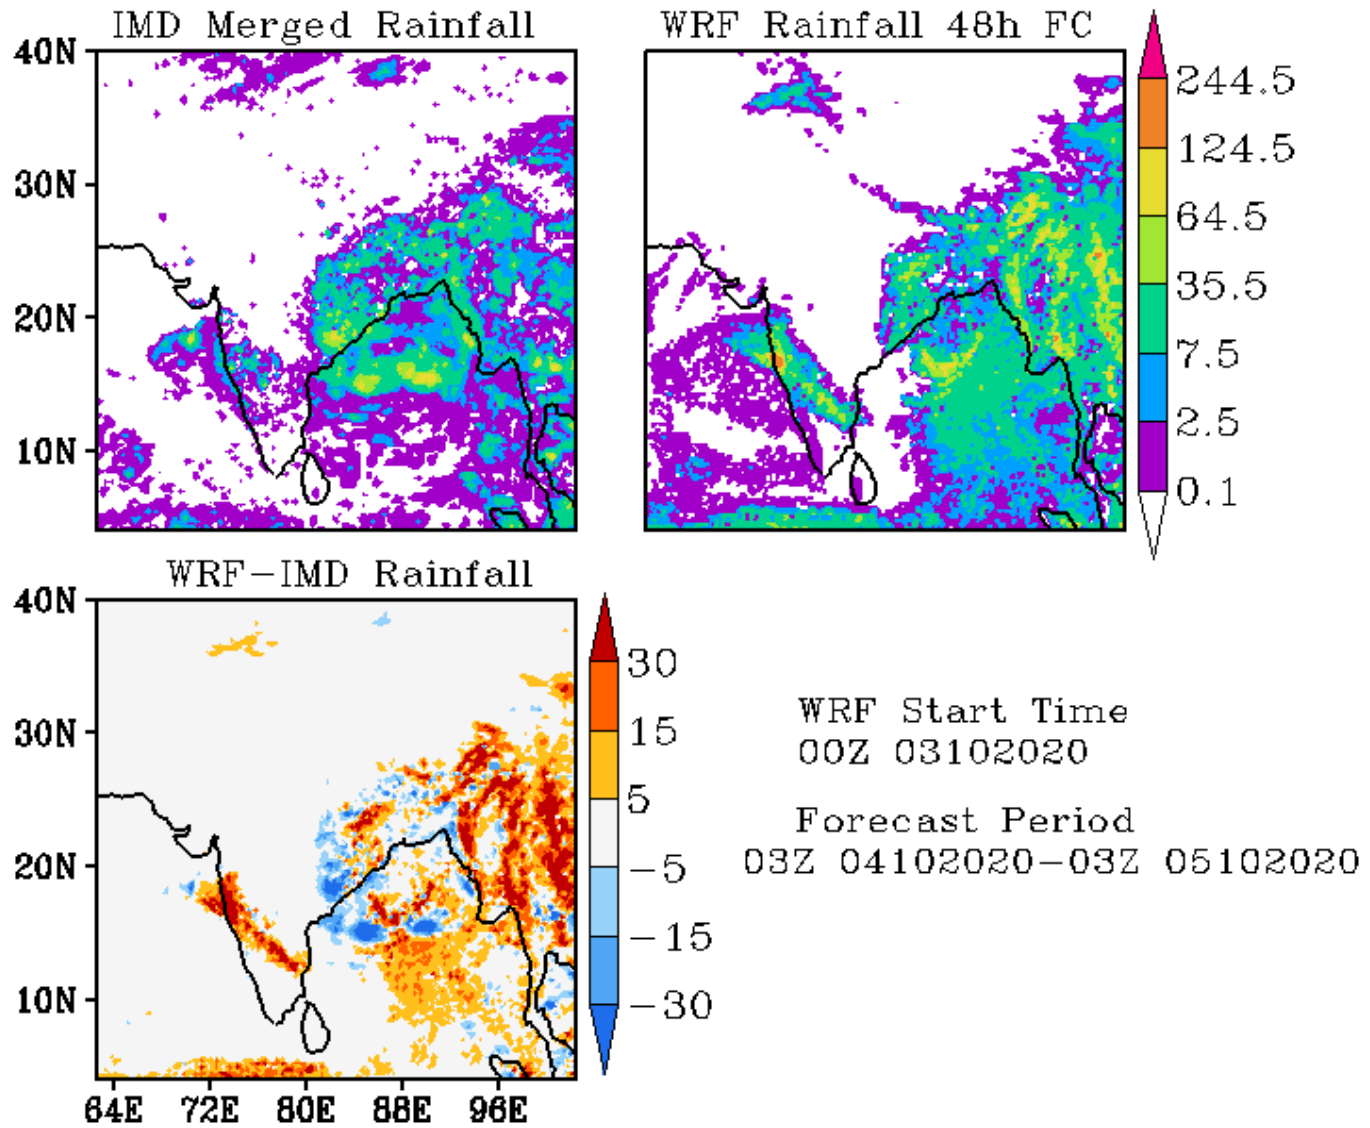 IMD Merged Rainfall
WRF Rainfall 48h FC
40N
30N
20N
10N
244.5
124.5
64.5
35.5
7.5
2.5
0.1
WRF-IMD Rainfall
40N
30N
20N
10N
64E 72E 80E 88E 96E
30
15
5
-5
-15
-30
WRF Start Time
00Z 03102020
Forecast Period
03Z 04102020-03Z 05102020